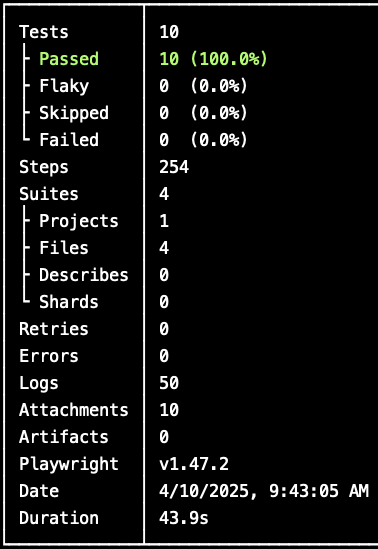 Tests 10
Passed 10 (100.0%)
Flaky 0 (0.0%)
Skipped 0 (0.0%)
Failed 0 (0.0%)
Steps 254
Suites 4
Projects 1
Files 4
Describes 0
Shards 0
Retries 0
Errors 0
Logs 50
Attachments 10
Artifacts 0
Playwright v1.47.2
Date 4/10/2025, 9:43:05 AM
Duration 43.9s